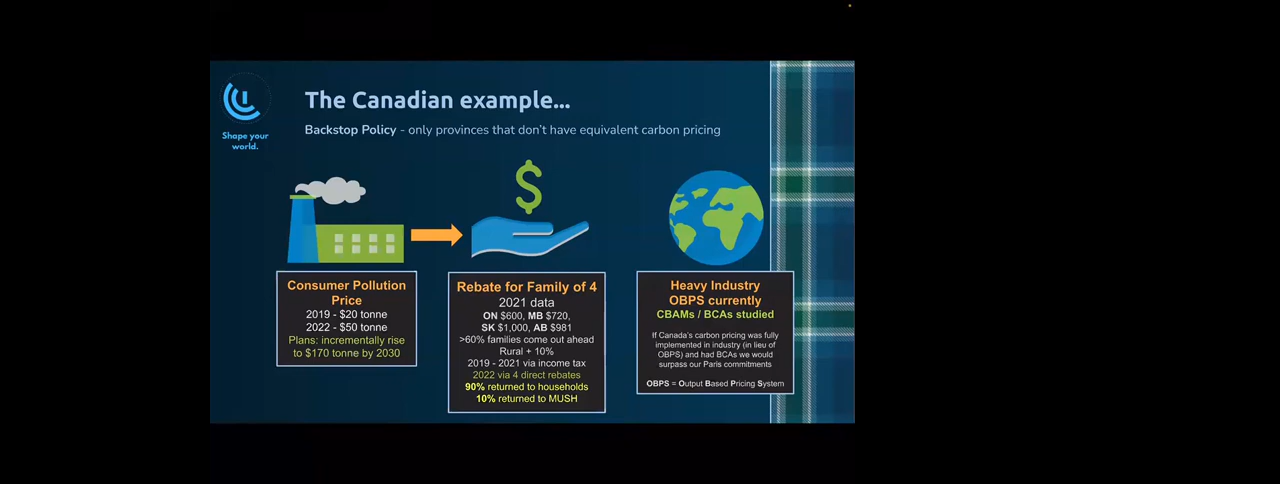 The Canadian example...
Backstop Policy - only provinces that don't have equivalent carbon pricing
Shape your
world.
Consumer Pollution
Price
2019 - $20 tonne
2022 - $50 tonne
Plans: incrementally rise
to $170 tonne by 2030
$
Rebate for Family of 4
2021 data
ON $600, MB $720,
SK $1,000, AB $981
>60% families come out ahead
Rural + 10%
2019 - 2021 via income tax
2022 via 4 direct rebates
90% returned to households
10% returned to MUSH
Heavy Industry
OBPS currently
CBAMs / BCAs studied
If Canada's carbon pricing was fully
implemented in industry (in lieu of
OBPS) and had BCAs we would
surpass our Paris commitments
OBPS = Output Based Pricing System